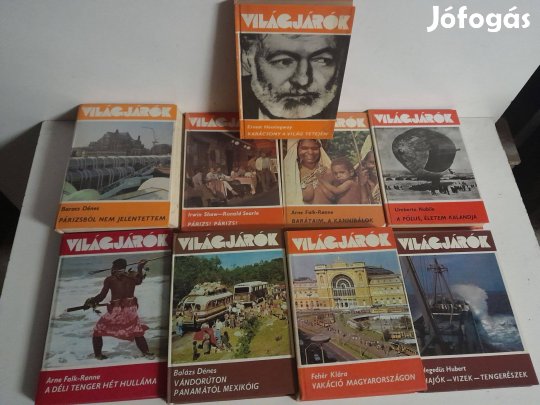 Jófogás
VILÁGJÁRÓK
Ernest Hemingway
KARÁCSONY A VILÁG TETEJÉN
VILÁGJÁRÓK
Baracs Dénes
PÁRIZSBÓL NEM JELENTETTEM
VILÁGJÁRÓK
Irwin Shaw–Ronald Searle
PÁRIZS! PÁRIZS!
Arne Falk-Rønne
BARÁTAIM, A KANNIBÁLOK
VILÁGJÁRÓK
Umberto Nobile
A PÓLUS, ÉLETEM KALANDJA
VILÁGJÁRÓK
Arne Falk-Rønne
A DÉLI TENGER HÉT HULLÁMA
VILÁGJÁRÓK
Balázs Dénes
VÁNDORÚTON
PANAMÁTÓL MEXIKÓIG
VILÁGJÁRÓK
Fehér Klára
VAKÁCIÓ MAGYARORSZÁGON
VILÁGJÁRÓK
Hegedüs Hubert
HAJÓK–VIZEK–TENGERÉSZEK